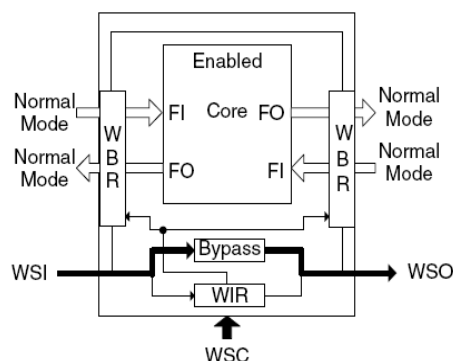 Enabled
Normal
Mode
W
B
R
FI
Core
FO
W
B
R
Normal
Mode
Normal
Mode
FO
FI
Normal
Mode
Bypass
WSI
WSO
WIR
WSC